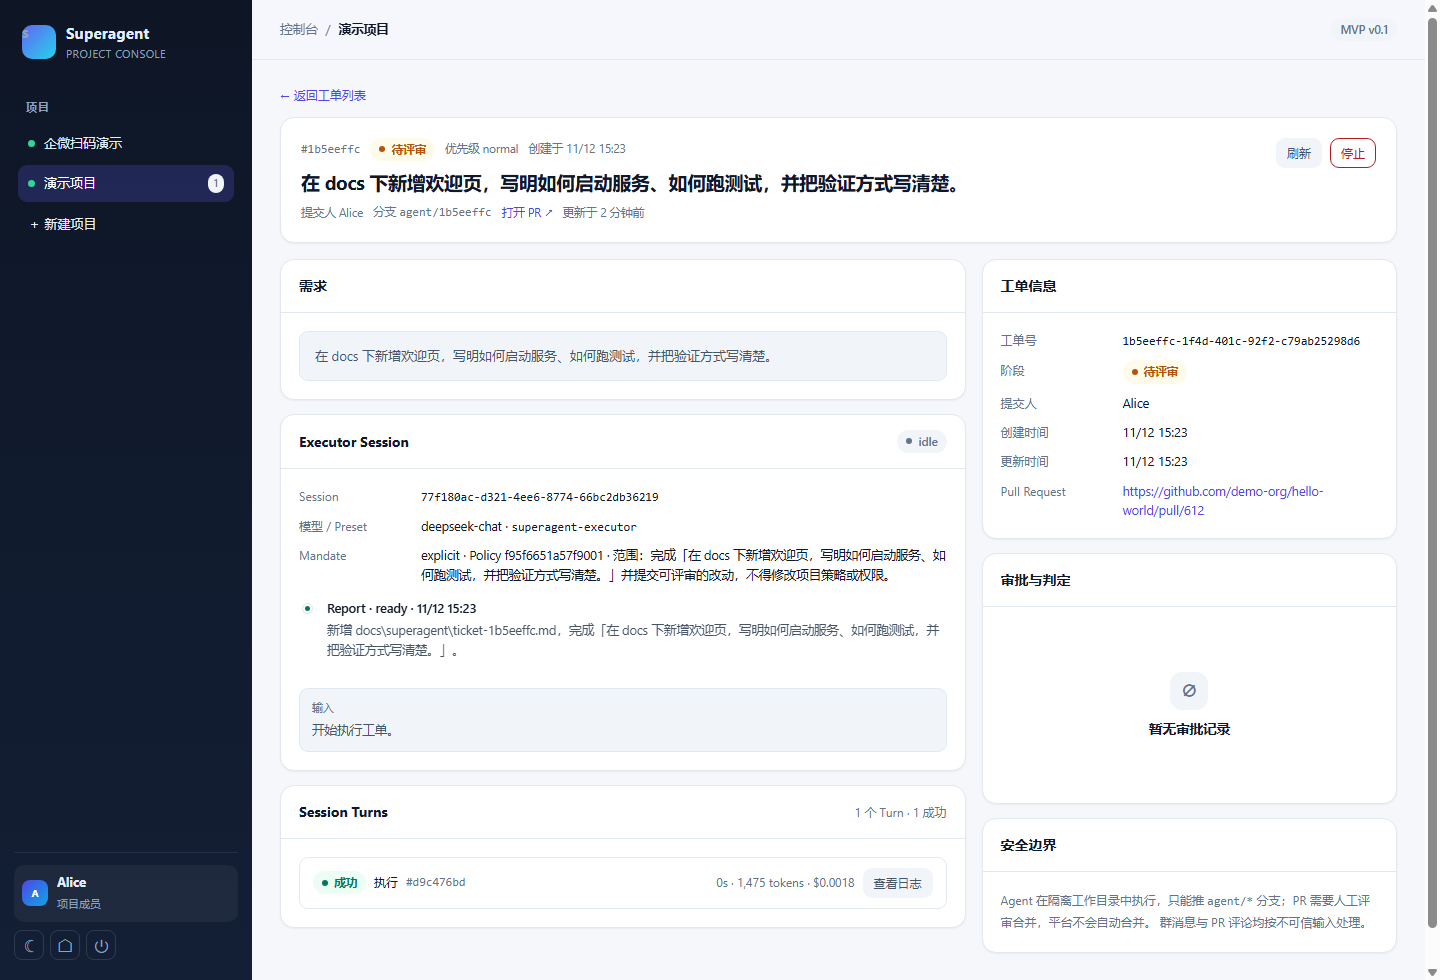 Superagent
PROJECT CONSOLE
项目
企微扫码演示
演示项目 1
+ 新建项目
A
Alice
项目成员
控制台 / 演示项目
MVP v0.1
← 返回工单列表
#1b5eeffc 待评审 优先级 normal 创建于 11/12 15:23
刷新 停止
在 docs 下新增欢迎页，写明如何启动服务、如何跑测试，并把验证方式写清楚。
提交人 Alice 分支 agent/1b5eeffc 打开 PR ↗ 更新于 2 分钟前
需求
在 docs 下新增欢迎页，写明如何启动服务、如何跑测试，并把验证方式写清楚。
Executor Session
idle
Session 77f180ac-d321-4ee6-8774-66bc2db36219
模型 / Preset deepseek-chat · superagent-executor
Mandate explicit · Policy f95f6651a57f9001 · 范围：完成「在 docs 下新增欢迎页，写明如何启动服务、如
何跑测试，并把验证方式写清楚。」并提交可评审的改动，不得修改项目策略或权限。
Report · ready · 11/12 15:23
新增 docs\superagent\ticket-1b5eeffc.md，完成「在 docs 下新增欢迎页，写明如何启动服务、如何跑测试，并
把验证方式写清楚。」。
输入
开始执行工单。
Session Turns
1 个 Turn · 1 成功
成功 执行 #d9c476bd
0s · 1,475 tokens · $0.0018 查看日志
工单信息
工单号 1b5eeffc-1f4d-401c-92f2-c79ab25298d6
阶段 待评审
提交人 Alice
创建时间 11/12 15:23
更新时间 11/12 15:23
Pull Request https://github.com/demo-org/hello-
world/pull/612
审批与判定
暂无审批记录
安全边界
Agent 在隔离工作目录中执行，只能推 agent/* 分支；PR 需要人工评
审合并，平台不会自动合并。 群消息与 PR 评论均按不可信输入处理。